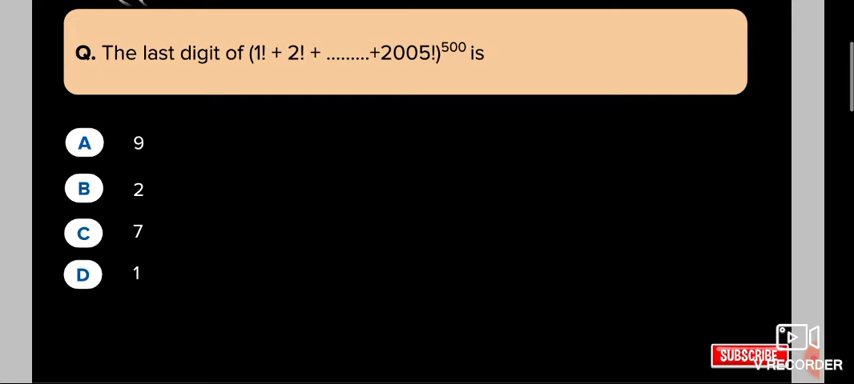 Q. The last digit of (1! + 2! + .........+2005!)⁵⁰⁰ is
A 9
B 2
C 7
D 1
SUBSCRIBE
V RECORDER